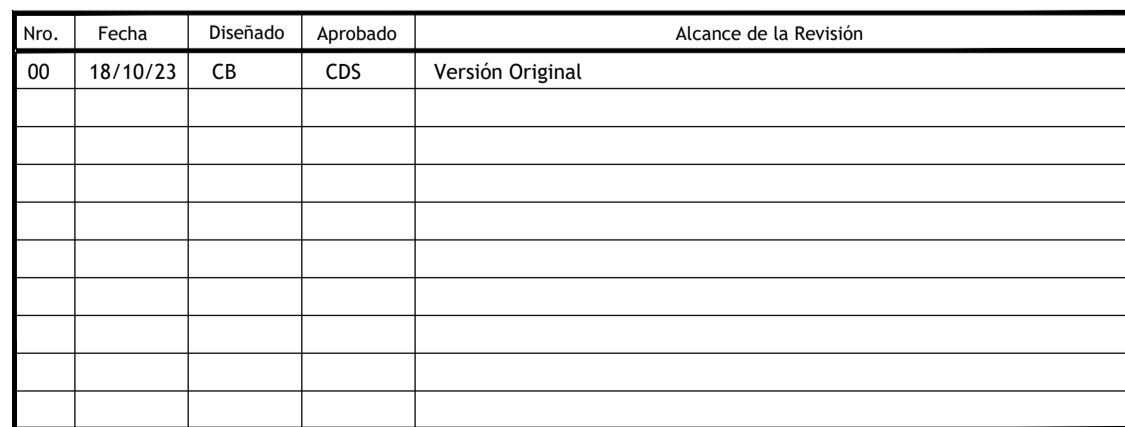 Nro. Fecha Diseñado Aprobado Alcance de la Revisión
00 18/10/23 CB CDS Versión Original